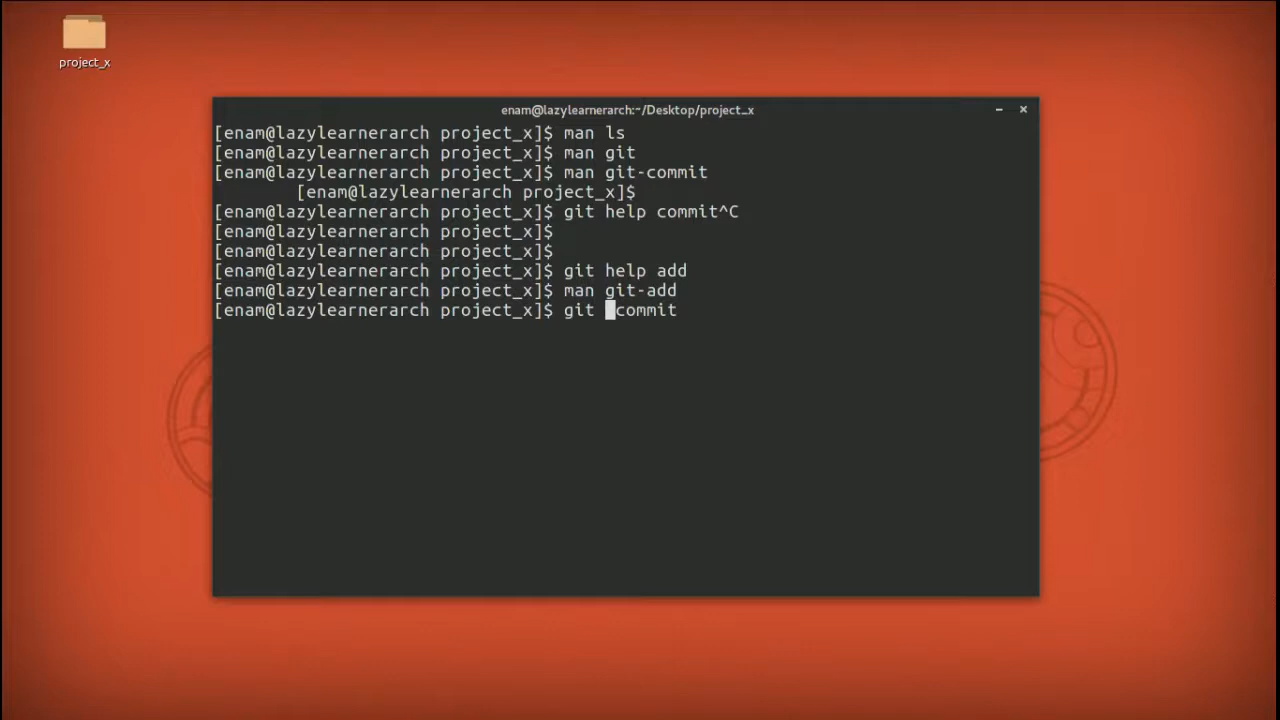 project_x
enam@lazylearnerarch:~/Desktop/project_x
[enam@lazylearnerarch project_x]$ man ls
[enam@lazylearnerarch project_x]$ man git
[enam@lazylearnerarch project_x]$ man git-commit
[enam@lazylearnerarch project_x]$
[enam@lazylearnerarch project_x]$ git help commit^C
[enam@lazylearnerarch project_x]$
[enam@lazylearnerarch project_x]$
[enam@lazylearnerarch project_x]$ git help add
[enam@lazylearnerarch project_x]$ man git-add
[enam@lazylearnerarch project_x]$ git commit